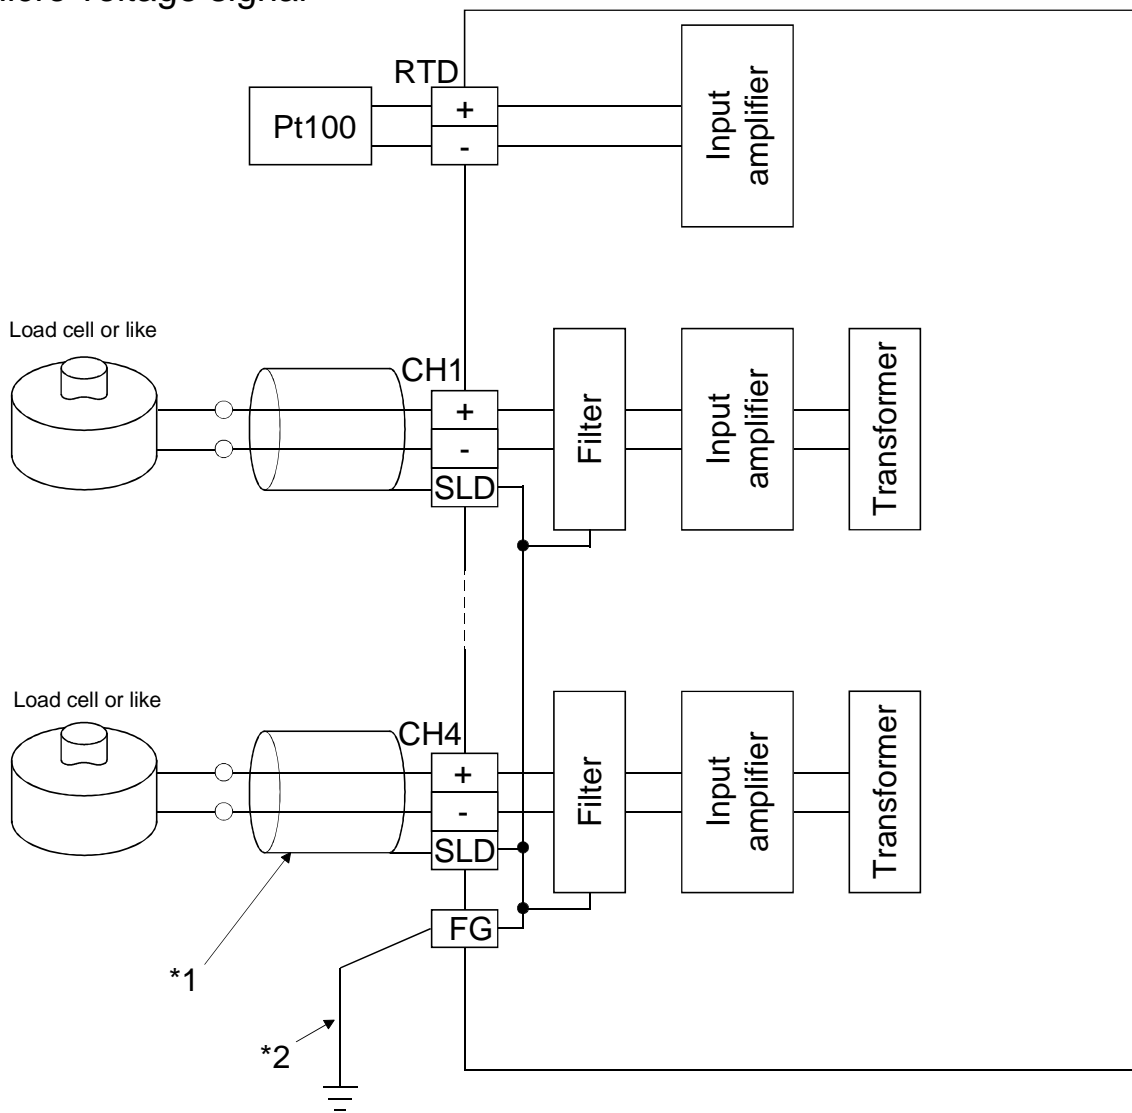 voltage signal
RTD
Pt100
+
-
Input
amplifier
Load cell or like
CH1
+
-
SLD
Filter
Input
amplifier
Transformer
Load cell or like
CH4
+
-
SLD
Filter
Input
amplifier
Transformer
FG
*1
*2